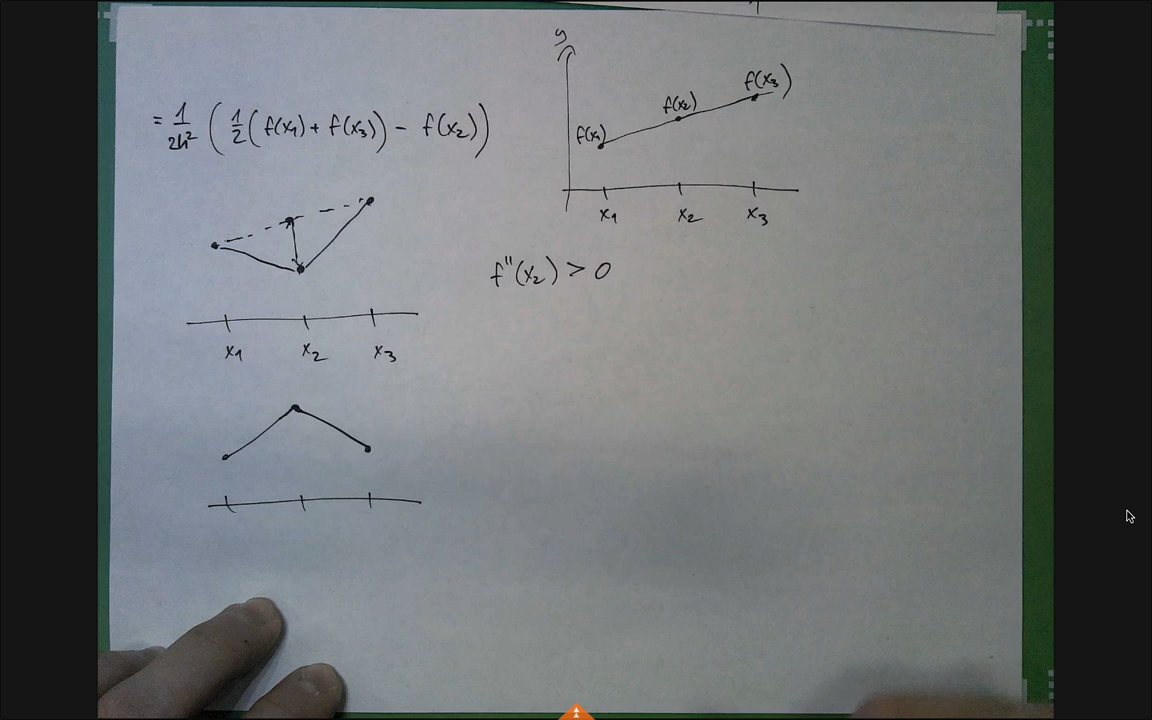 = 1/2h² ( 1/2 ( f(x₁) + f(x₃) ) − f(x₂) )
y
f(x₁) f(x₂) f(x₃)
x₁ x₂ x₃
f''(x₂) > 0
x₁ x₂ x₃